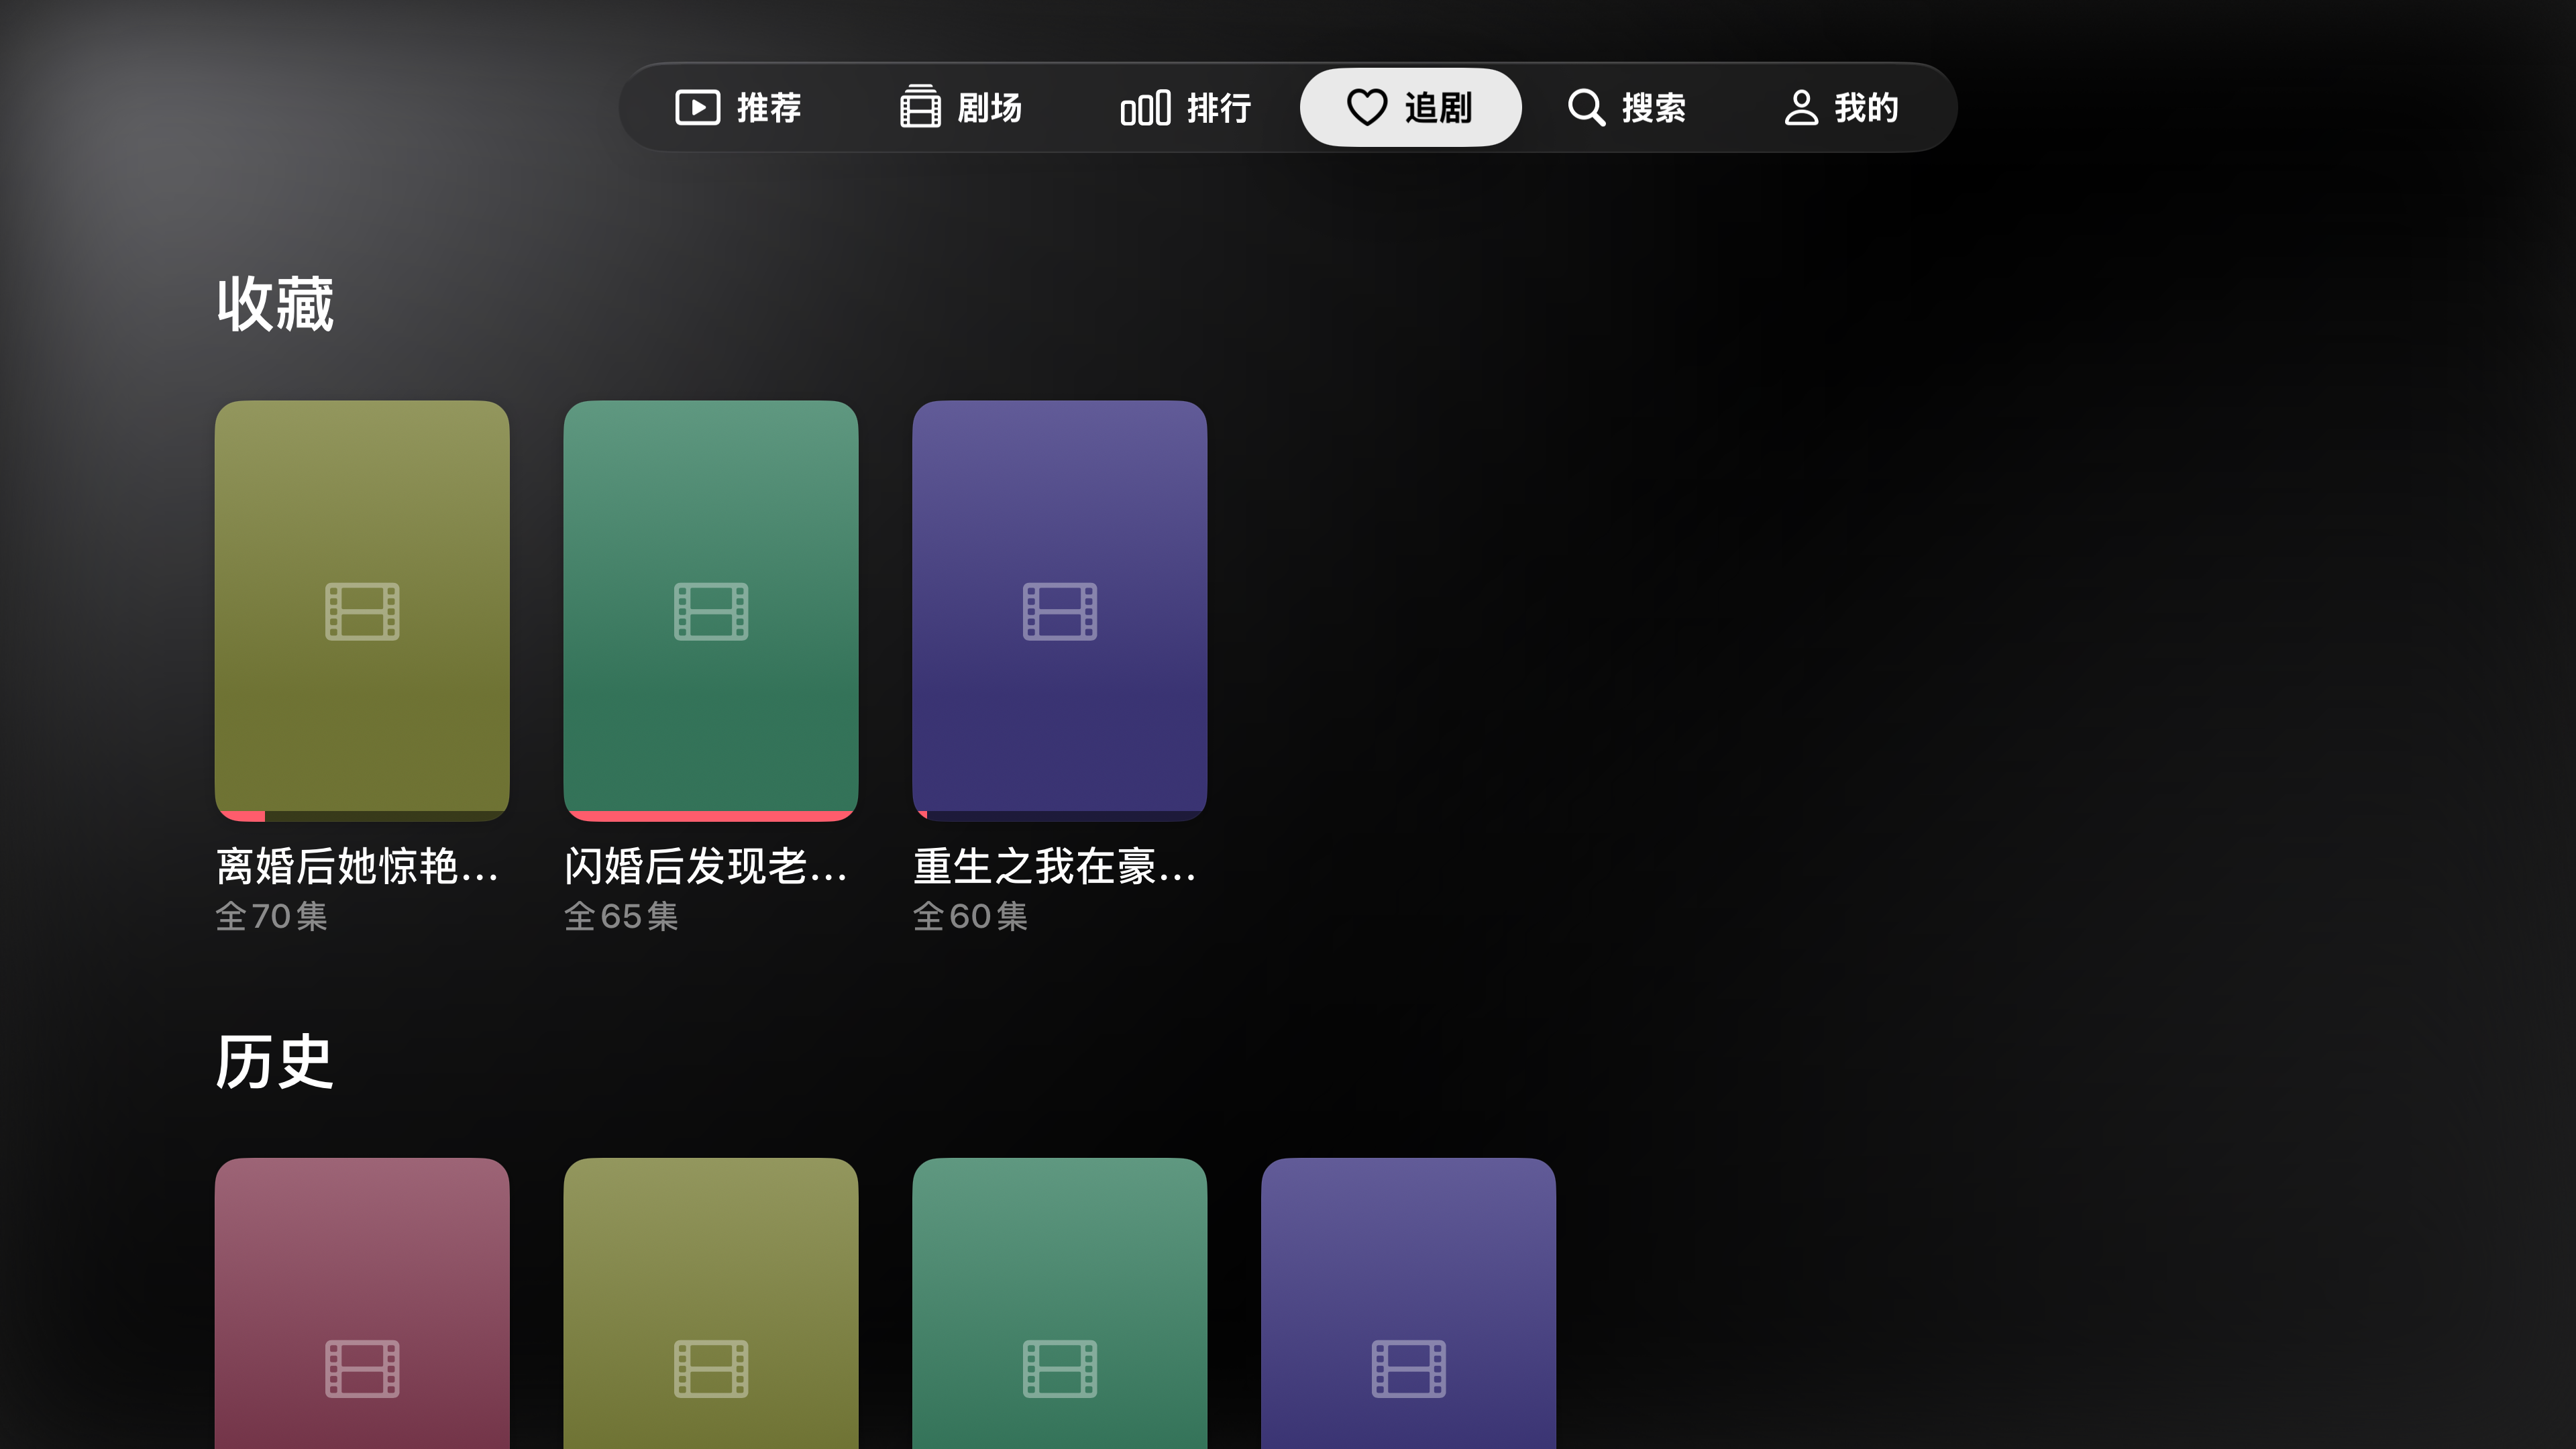 推荐 剧场 排行 追剧 搜索 我的
收藏
离婚后她惊艳... 闪婚后发现老... 重生之我在豪...
全70集 全65集 全60集
历史